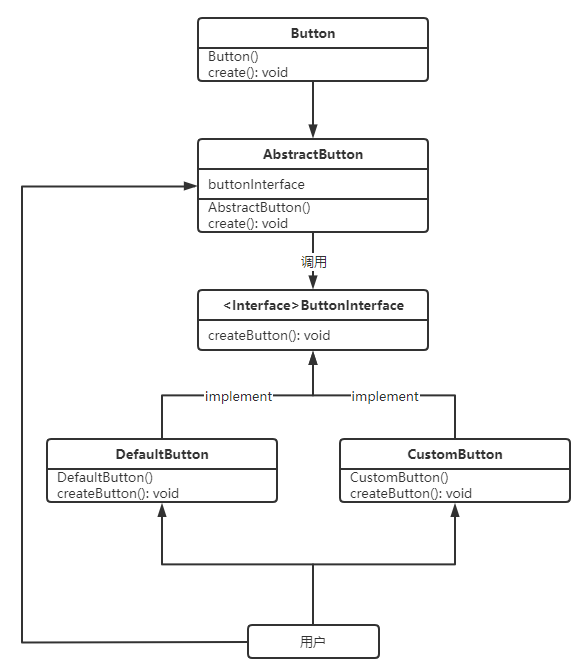 Button
Button()
create(): void
AbstractButton
buttonInterface
AbstractButton()
create(): void
调用
<Interface>ButtonInterface
createButton(): void
implement
implement
DefaultButton
DefaultButton()
createButton(): void
CustomButton
CustomButton()
createButton(): void
用户